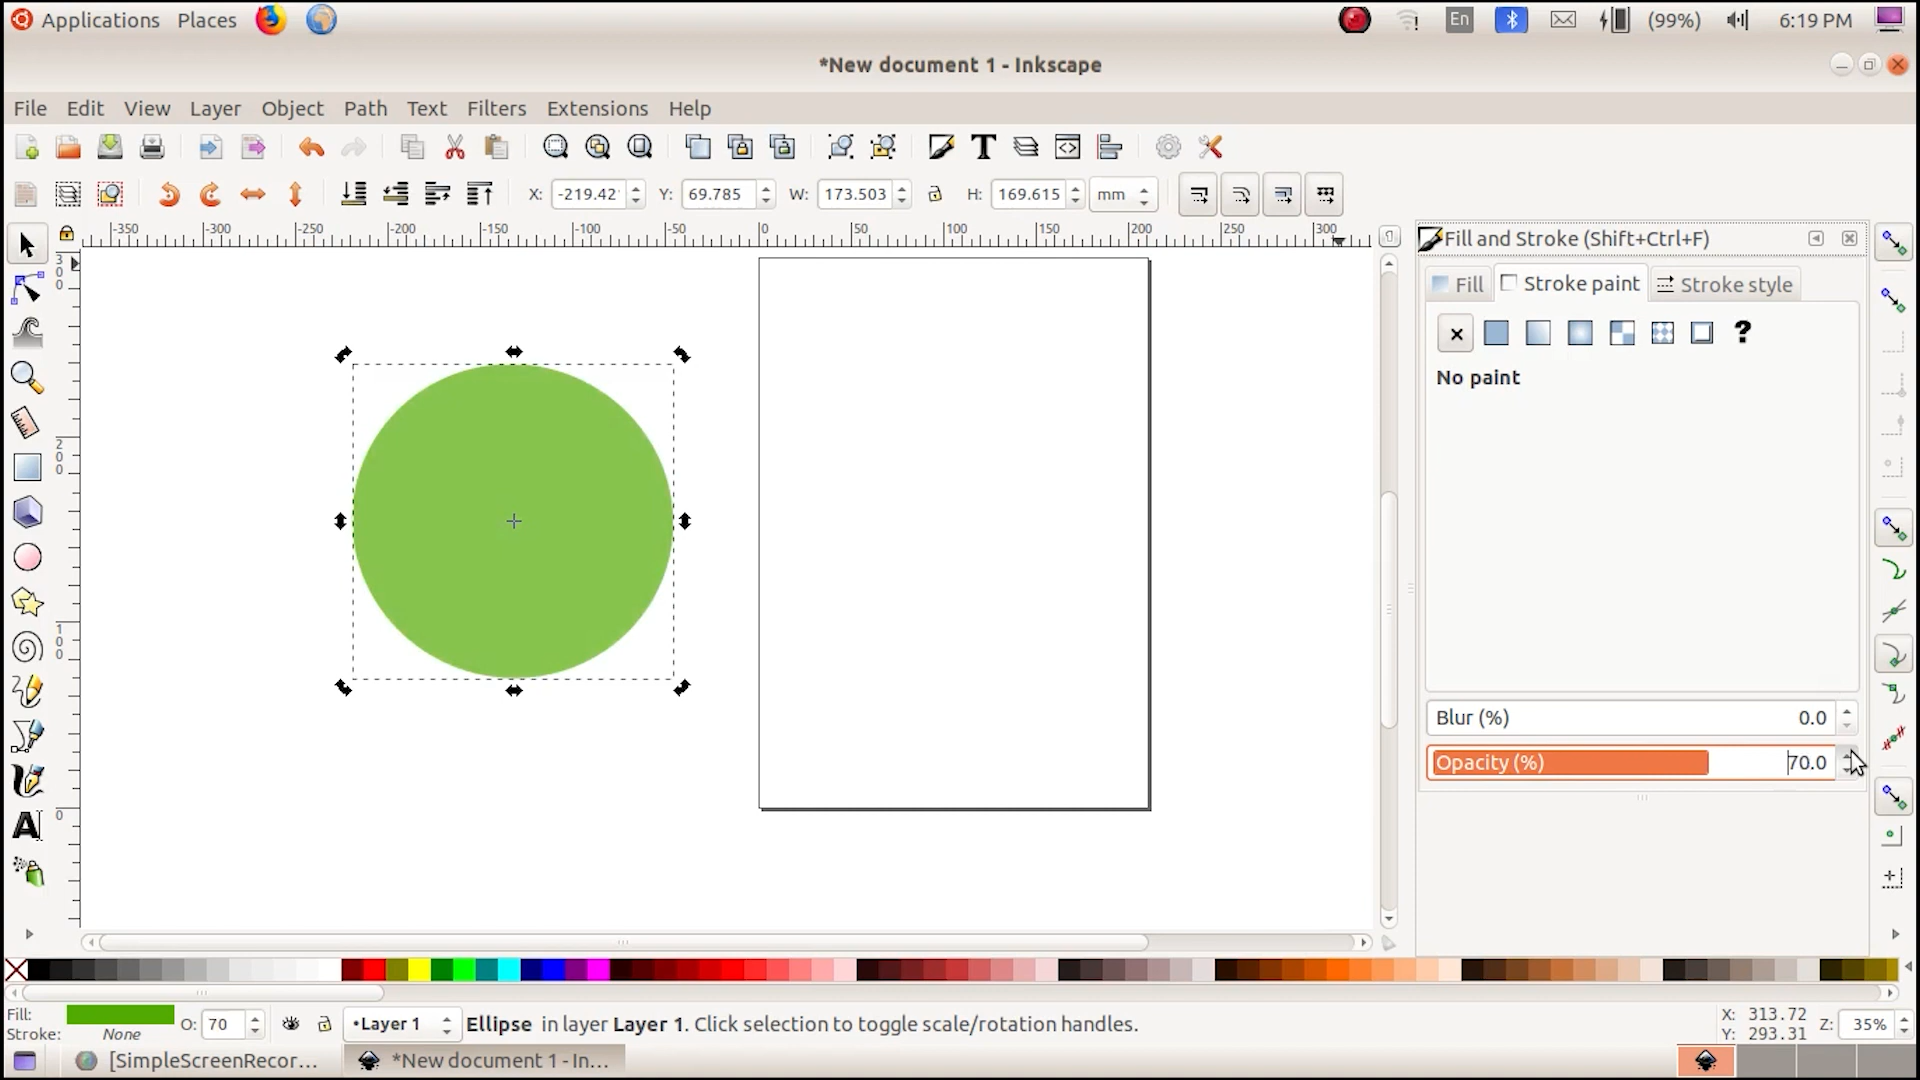 Applications Places En (99%) 6:19 PM
*New document 1 - Inkscape
File Edit View Layer Object Path Text Filters Extensions Help
X: -219.42 Y: 69.785 W: 173.503 H: 169.615 mm
-350 -300 -250 -200 -150 -100 -50 0 50 100 150 200 250 300
Fill and Stroke (Shift+Ctrl+F)
Fill Stroke paint Stroke style
No paint
300
200
100
0
Blur (%) 0.0
Opacity (%) 70.0
Fill:
Stroke: None
O: 70
•Layer 1
Ellipse in layer Layer 1. Click selection to toggle scale/rotation handles.
X: 313.72
Y: 293.31
Z: 35%
[SimpleScreenRecor... *New document 1 - In...